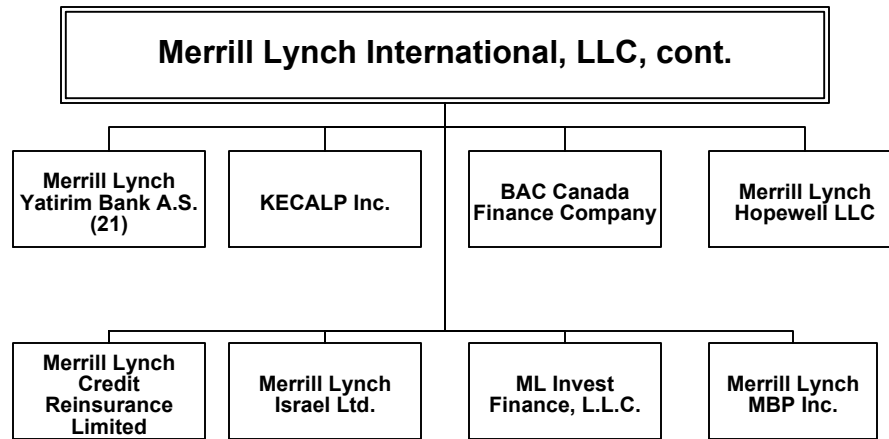 Merrill Lynch International, LLC, cont.
Merrill Lynch
Yatirim Bank A.S.
(21)
KECALP Inc.
BAC Canada
Finance Company
Merrill Lynch
Hopewell LLC
Merrill Lynch
Credit
Reinsurance
Limited
Merrill Lynch
Israel Ltd.
ML Invest
Finance, L.L.C.
Merrill Lynch
MBP Inc.